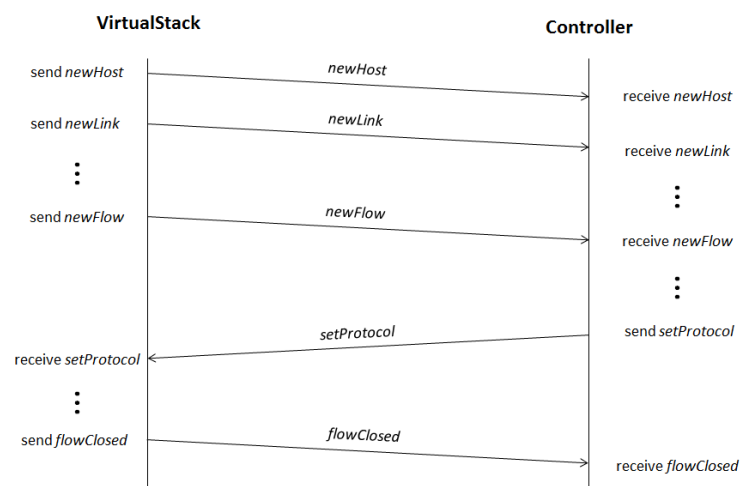 VirtualStack Controller
send newHost newHost
receive newHost
send newLink newLink
receive newLink
send newFlow newFlow
receive newFlow
setProtocol send setProtocol
receive setProtocol
send flowClosed flowClosed
receive flowClosed